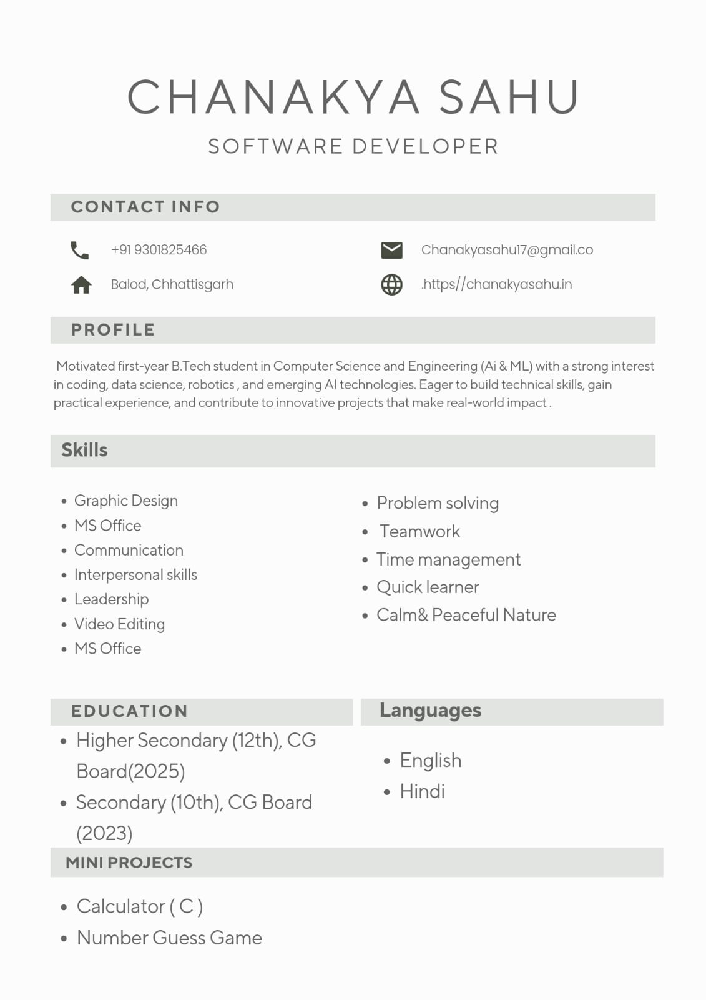 CHANAKYA SAHU
SOFTWARE DEVELOPER
CONTACT INFO
+91 9301825466
Chanakyasahu17@gmail.co
Balod, Chhattisgarh
.https//chanakyasahu.in
PROFILE
Motivated first-year B.Tech student in Computer Science and Engineering (Ai & ML) with a strong interest
in coding, data science, robotics , and emerging AI technologies. Eager to build technical skills, gain
practical experience, and contribute to innovative projects that make real-world impact .
Skills
• Graphic Design
• MS Office
• Communication
• Interpersonal skills
• Leadership
• Video Editing
• MS Office
• Problem solving
• Teamwork
• Time management
• Quick learner
• Calm& Peaceful Nature
EDUCATION
• Higher Secondary (12th), CG
Board(2025)
• Secondary (10th), CG Board
(2023)
Languages
• English
• Hindi
MINI PROJECTS
• Calculator ( C )
• Number Guess Game